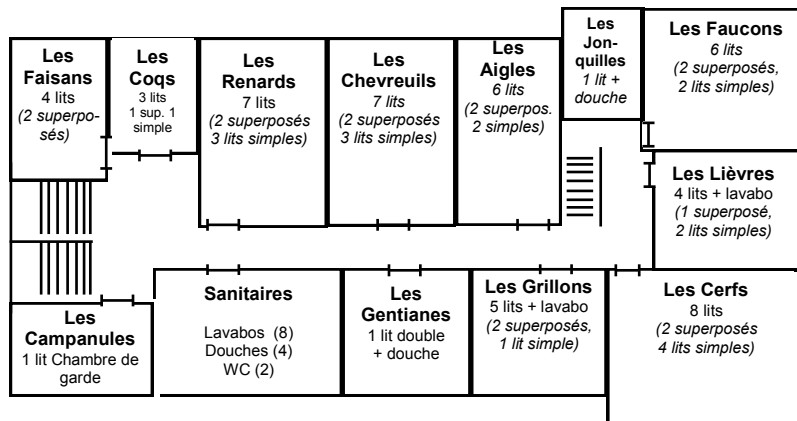 Les
Faisans
4 lits
(2 superpo-
sés)
Les
Coqs
3 lits
1 sup. 1
simple
Les
Renards
7 lits
(2 superposés
3 lits simples)
Les
Chevreuils
7 lits
(2 superposés
3 lits simples)
Les
Aigles
6 lits
(2 superpos.
2 simples)
Les
Jon-
quilles
1 lit +
douche
Les Faucons
6 lits
(2 superposés,
2 lits simples)
Les Lièvres
4 lits + lavabo
(1 superposé,
2 lits simples)
Les
Campanules
1 lit Chambre de
garde
Sanitaires
Lavabos (8)
Douches (4)
WC (2)
Les
Gentianes
1 lit double
+ douche
Les Grillons
5 lits + lavabo
(2 superposés,
1 lit simple)
Les Cerfs
8 lits
(2 superposés
4 lits simples)